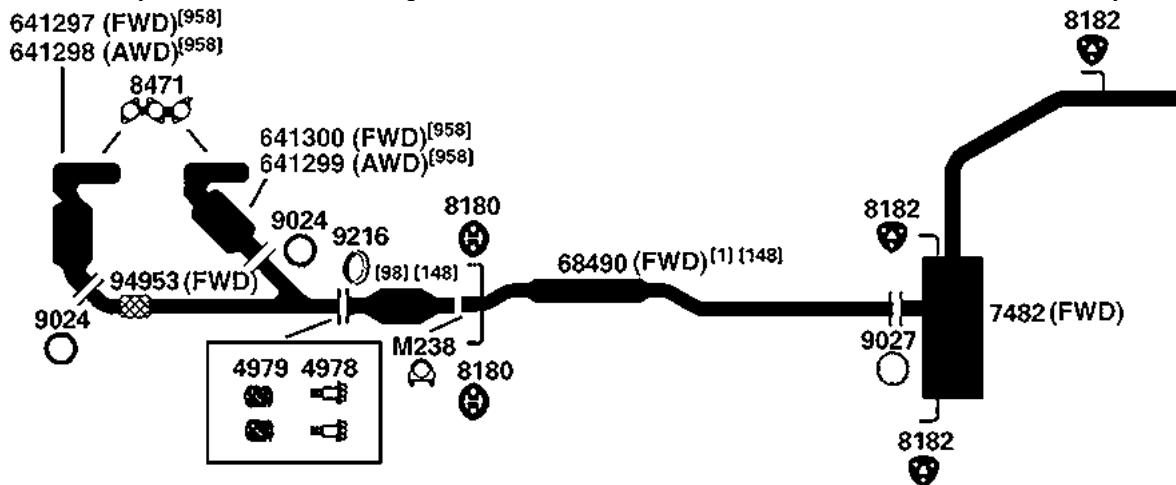 641297 (FWD)[958]
641298 (AWD)[958]
8471
641300 (FWD)[958]
641299 (AWD)[958]
8182
8180
8182
9024
9216
[98] [148]
68490 (FWD)[1] [148]
94953 (FWD)
9024
7482 (FWD)
9027
M238
4979 4978
8180
8182